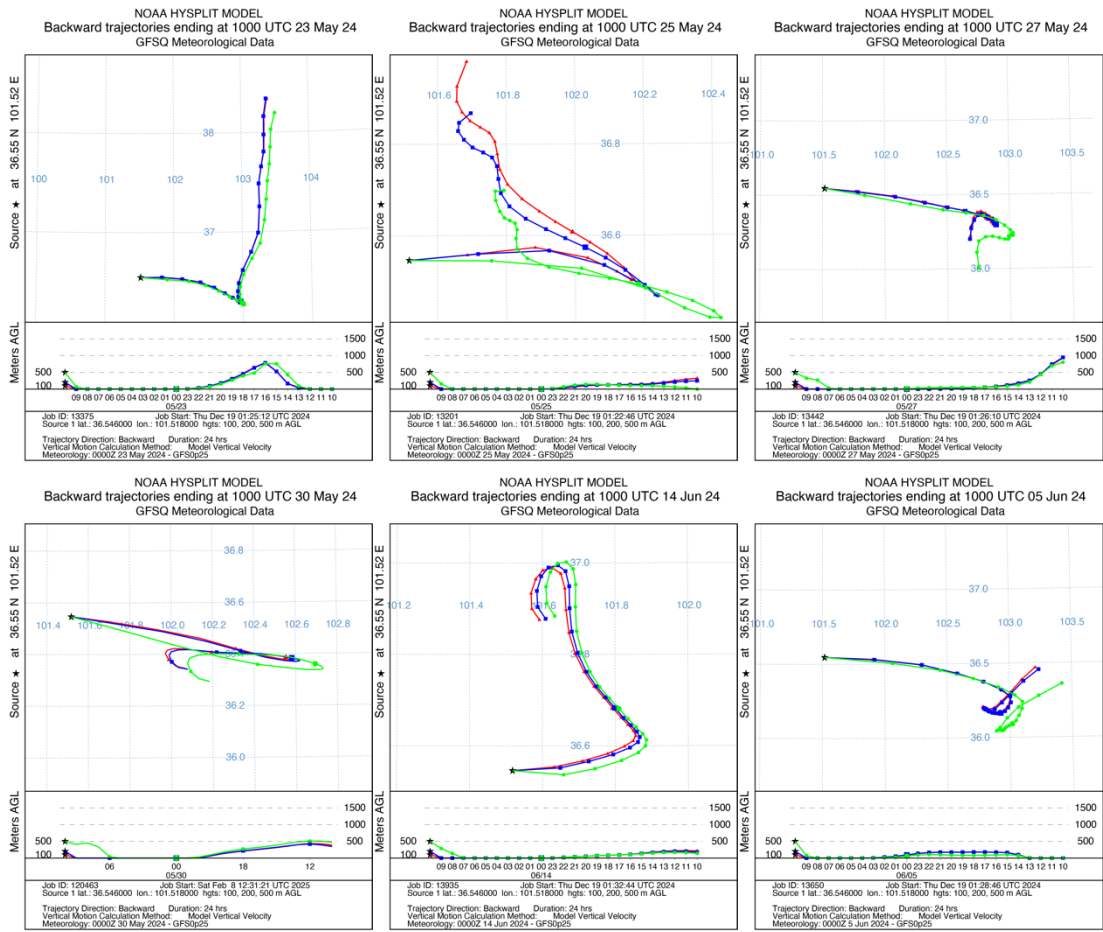 NOAA HYSPLIT MODEL
Backward trajectories ending at 1000 UTC 23 May 24
GFSQ Meteorological Data
Source ★ at 36.55 N 101.52 E
100 101 102 103 104
38
37
Meters AGL
1500
1000
500 500
100
09 08 07 06 05 04 03 02 01 00 23 22 21 20 19 18 17 16 15 14 13 12 11 10
05/23
Job ID: 13375 Job Start: Thu Dec 19 01:25:12 UTC 2024
Source 1 lat.: 36.546000 lon.: 101.518000 hgts: 100, 200, 500 m AGL
Trajectory Direction: Backward Duration: 24 hrs
Vertical Motion Calculation Method: Model Vertical Velocity
Meteorology: 0000Z 23 May 2024 - GFS0p25
NOAA HYSPLIT MODEL
Backward trajectories ending at 1000 UTC 25 May 24
GFSQ Meteorological Data
Source ★ at 36.55 N 101.52 E
101.6 101.8 102.0 102.2 102.4
36.8
36.6
Meters AGL
1500
1000
500 500
100
09 08 07 06 05 04 03 02 01 00 23 22 21 20 19 18 17 16 15 14 13 12 11 10
05/25
Job ID: 13201 Job Start: Thu Dec 19 01:22:46 UTC 2024
Source 1 lat.: 36.546000 lon.: 101.518000 hgts: 100, 200, 500 m AGL
Trajectory Direction: Backward Duration: 24 hrs
Vertical Motion Calculation Method: Model Vertical Velocity
Meteorology: 0000Z 25 May 2024 - GFS0p25
NOAA HYSPLIT MODEL
Backward trajectories ending at 1000 UTC 27 May 24
GFSQ Meteorological Data
Source ★ at 36.55 N 101.52 E
37.0
101.0 101.5 102.0 102.5 103.0 103.5
36.5
36.0
Meters AGL
1500
1000
500 500
100
09 08 07 06 05 04 03 02 01 00 23 22 21 20 19 18 17 16 15 14 13 12 11 10
05/27
Job ID: 13442 Job Start: Thu Dec 19 01:26:10 UTC 2024
Source 1 lat.: 36.546000 lon.: 101.518000 hgts: 100, 200, 500 m AGL
Trajectory Direction: Backward Duration: 24 hrs
Vertical Motion Calculation Method: Model Vertical Velocity
Meteorology: 0000Z 27 May 2024 - GFS0p25
NOAA HYSPLIT MODEL
Backward trajectories ending at 1000 UTC 30 May 24
GFSQ Meteorological Data
Source ★ at 36.55 N 101.52 E
36.8
36.6
101.4 101.6 101.8 102.0 102.2 102.4 102.6 102.8
36.2
36.0
Meters AGL
1500
1000
500 500
100
06 00 18 12
05/30
Job ID: 120463 Job Start: Sat Feb 8 12:31:21 UTC 2025
Source 1 lat.: 36.546000 lon.: 101.518000 hgts: 100, 200, 500 m AGL
Trajectory Direction: Backward Duration: 24 hrs
Vertical Motion Calculation Method: Model Vertical Velocity
Meteorology: 0000Z 30 May 2024 - GFS0p25
NOAA HYSPLIT MODEL
Backward trajectories ending at 1000 UTC 14 Jun 24
GFSQ Meteorological Data
Source ★ at 36.55 N 101.52 E
37.0
101.2 101.4 101.6 101.8 102.0
36.8
36.6
Meters AGL
1500
1000
500 500
100
09 08 07 06 05 04 03 02 01 00 23 22 21 20 19 18 17 16 15 14 13 12 11 10
06/14
Job ID: 13935 Job Start: Thu Dec 19 01:32:44 UTC 2024
Source 1 lat.: 36.546000 lon.: 101.518000 hgts: 100, 200, 500 m AGL
Trajectory Direction: Backward Duration: 24 hrs
Vertical Motion Calculation Method: Model Vertical Velocity
Meteorology: 0000Z 14 Jun 2024 - GFS0p25
NOAA HYSPLIT MODEL
Backward trajectories ending at 1000 UTC 05 Jun 24
GFSQ Meteorological Data
Source ★ at 36.55 N 101.52 E
37.0
101.0 101.5 102.0 102.5 103.0 103.5
36.5
36.0
Meters AGL
1500
1000
500 500
100
09 08 07 06 05 04 03 02 01 00 23 22 21 20 19 18 17 16 15 14 13 12 11 10
06/05
Job ID: 13650 Job Start: Thu Dec 19 01:28:46 UTC 2024
Source 1 lat.: 36.546000 lon.: 101.518000 hgts: 100, 200, 500 m AGL
Trajectory Direction: Backward Duration: 24 hrs
Vertical Motion Calculation Method: Model Vertical Velocity
Meteorology: 0000Z 5 Jun 2024 - GFS0p25